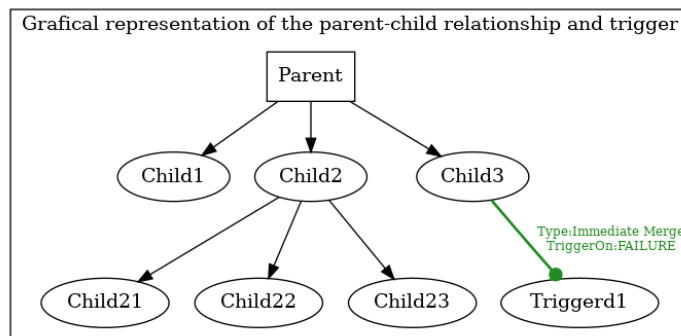 Grafical representation of the parent-child relationship and trigger
Parent
Child1
Child2
Child3
Type:Immediate Merge
TriggerOn:FAILURE
Child21
Child22
Child23
Triggerd1